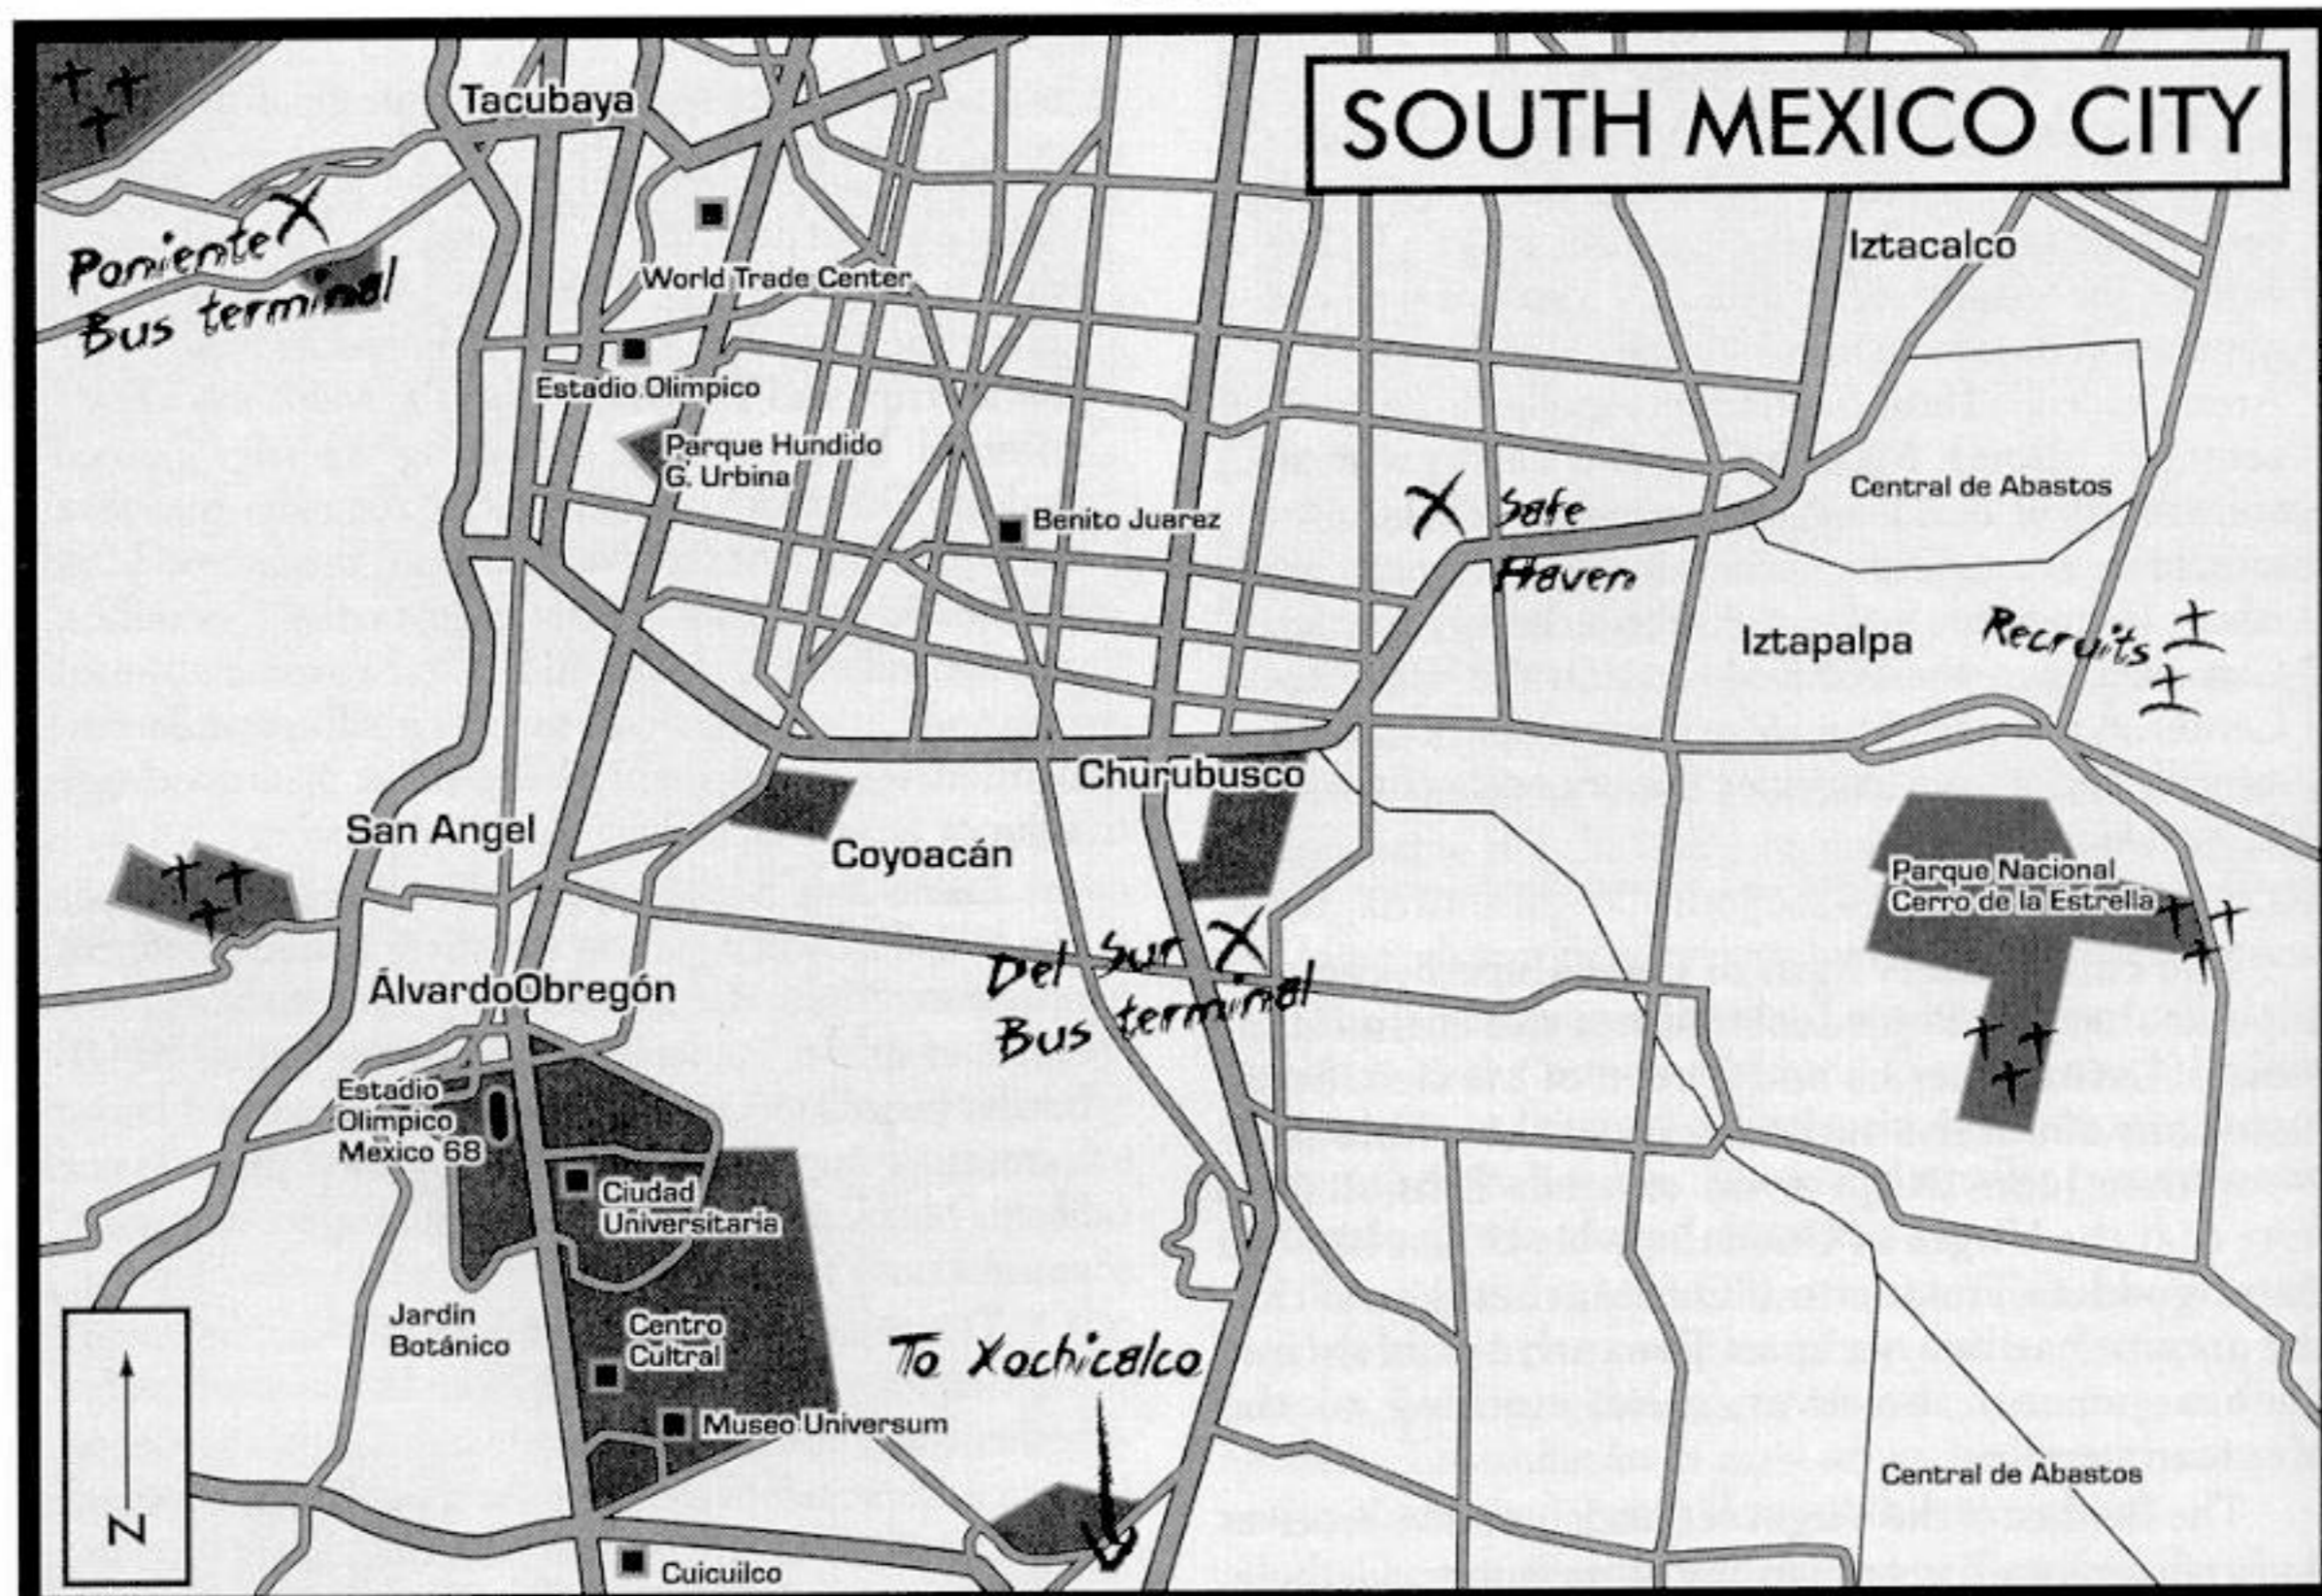 SOUTH MEXICO CITY
Tacubaya
Iztacalco
Poniente X
Bus terminal
World Trade Center
Estadio Olimpico
Parque Hundido
G. Urbina
Benito Juarez
Central de Abastos
X Safe
Haven
Iztapalpa
Recruits
Churubusco
San Angel
Coyoacán
Parque Nacional
Cerro de la Estrella
Del Sur X
Bus terminal
ÁlvardoObregón
Estadio
Olimpico
Mexico 68
Ciudad
Universitaria
Jardin
Botánico
Centro
Cultral
To Xochicalco
Museo Universum
Central de Abastos
Cuicuilco
N